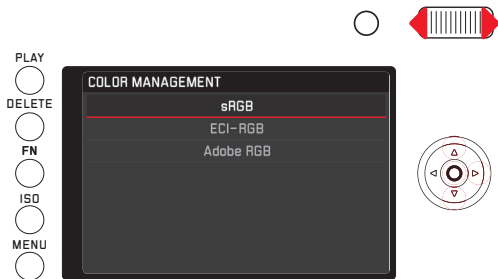 PLAY
DELETE
FN
ISO
MENU
COLOR MANAGEMENT
sRGB
ECI-RGB
Adobe RGB